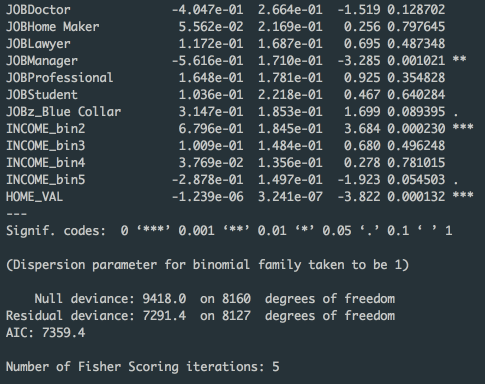 JOBDoctor -4.047e-01 2.664e-01 -1.519 0.128702
JOBHome Maker 5.562e-02 2.169e-01 0.256 0.797645
JOBLawyer 1.172e-01 1.687e-01 0.695 0.487348
JOBManager -5.616e-01 1.710e-01 -3.285 0.001021 **
JOBProfessional 1.648e-01 1.781e-01 0.925 0.354828
JOBStudent 1.036e-01 2.218e-01 0.467 0.640284
JOBz_Blue Collar 3.147e-01 1.853e-01 1.699 0.089395 .
INCOME_bin2 6.796e-01 1.845e-01 3.684 0.000230 ***
INCOME_bin3 1.009e-01 1.484e-01 0.680 0.496248
INCOME_bin4 3.769e-02 1.356e-01 0.278 0.781015
INCOME_bin5 -2.878e-01 1.497e-01 -1.923 0.054503 .
HOME_VAL -1.239e-06 3.241e-07 -3.822 0.000132 ***
---
Signif. codes: 0 ‘***’ 0.001 ‘**’ 0.01 ‘*’ 0.05 ‘.’ 0.1 ‘ ’ 1
(Dispersion parameter for binomial family taken to be 1)
Null deviance: 9418.0 on 8160 degrees of freedom
Residual deviance: 7291.4 on 8127 degrees of freedom
AIC: 7359.4
Number of Fisher Scoring iterations: 5